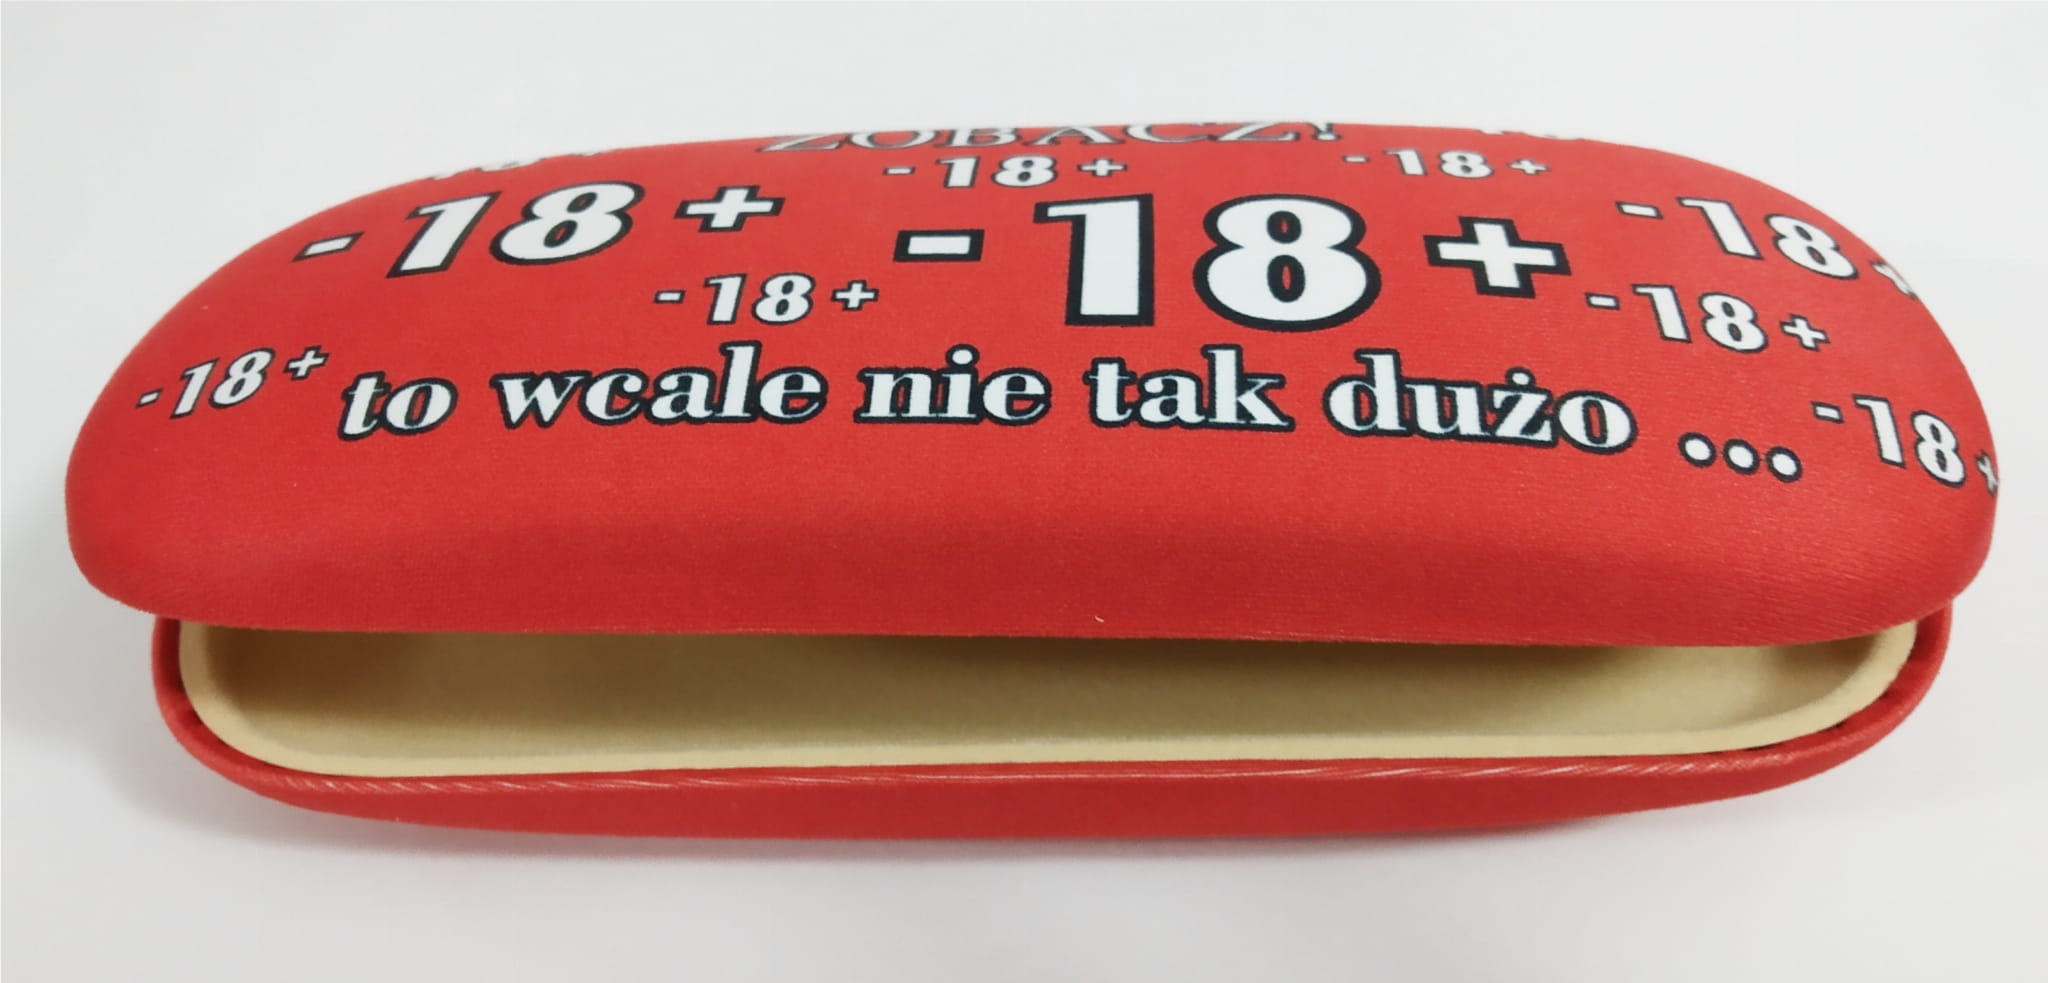 ZOBACZ!
-18+ -18+
-18+ -18+ -18+
-18+ -18+
-18+ to wcale nie tak dużo ... -18+